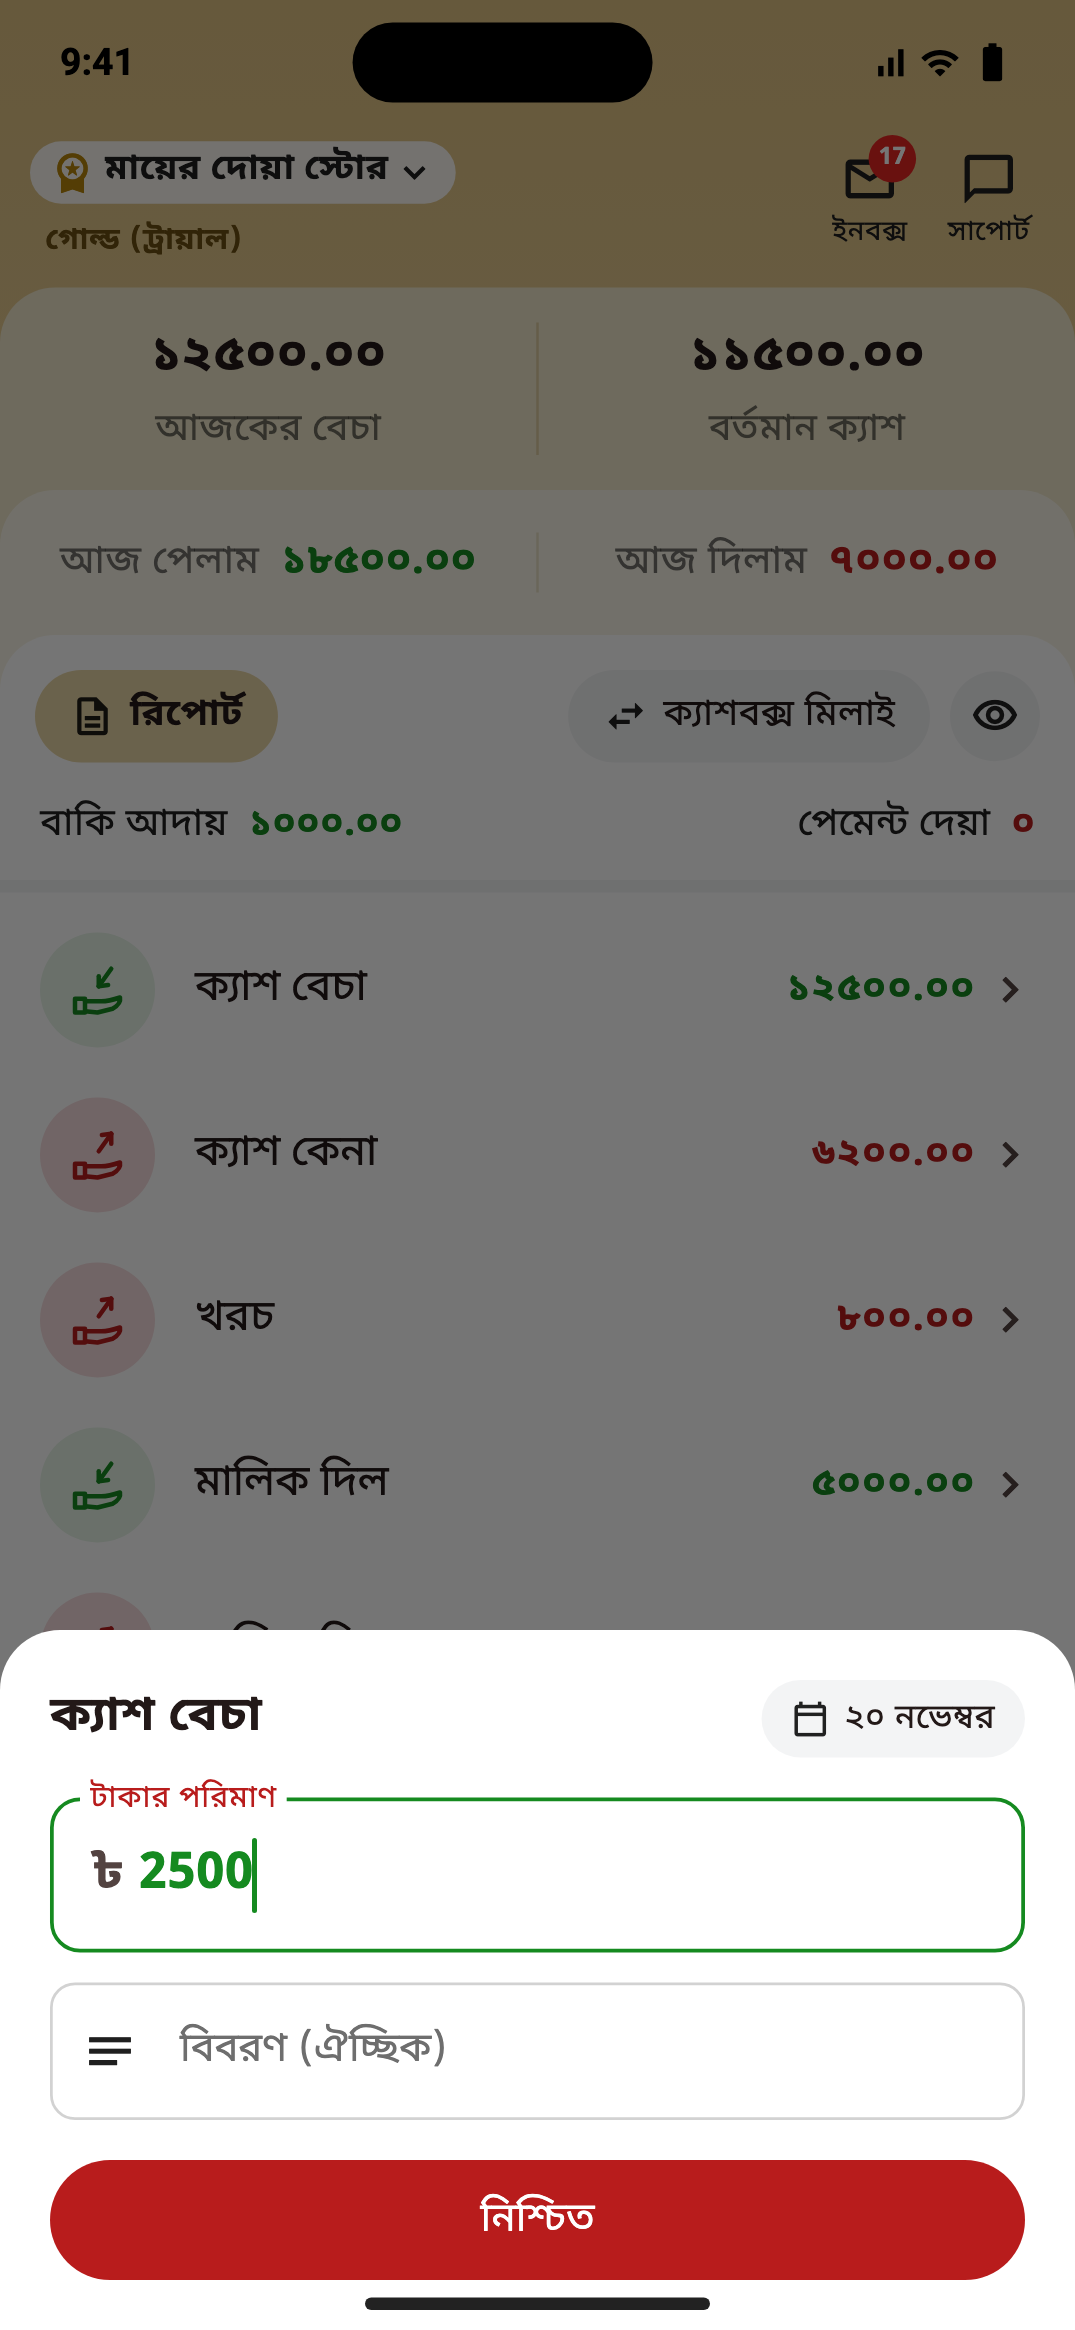 9:41
মায়ের দোয়া স্টোর
17
গোল্ড (ট্রায়াল)
ইনবক্স
সাপোর্ট
১২৫০০.০০
আজকের বেচা
১১৫০০.০০
বর্তমান ক্যাশ
আজ পেলাম ১৮৫০০.০০
আজ দিলাম ৭০০০.০০
রিপোর্ট
ক্যাশবক্স মিলাই
বাকি আদায় ১০০০.০০
পেমেন্ট দেয়া ০
ক্যাশ বেচা ১২৫০০.০০
ক্যাশ কেনা ৬২০০.০০
খরচ ৮০০.০০
মালিক দিল ৫০০০.০০
ক্যাশ বেচা
২০ নভেম্বর
টাকার পরিমাণ
৳ 2500
বিবরণ (ঐচ্ছিক)
নিশ্চিত